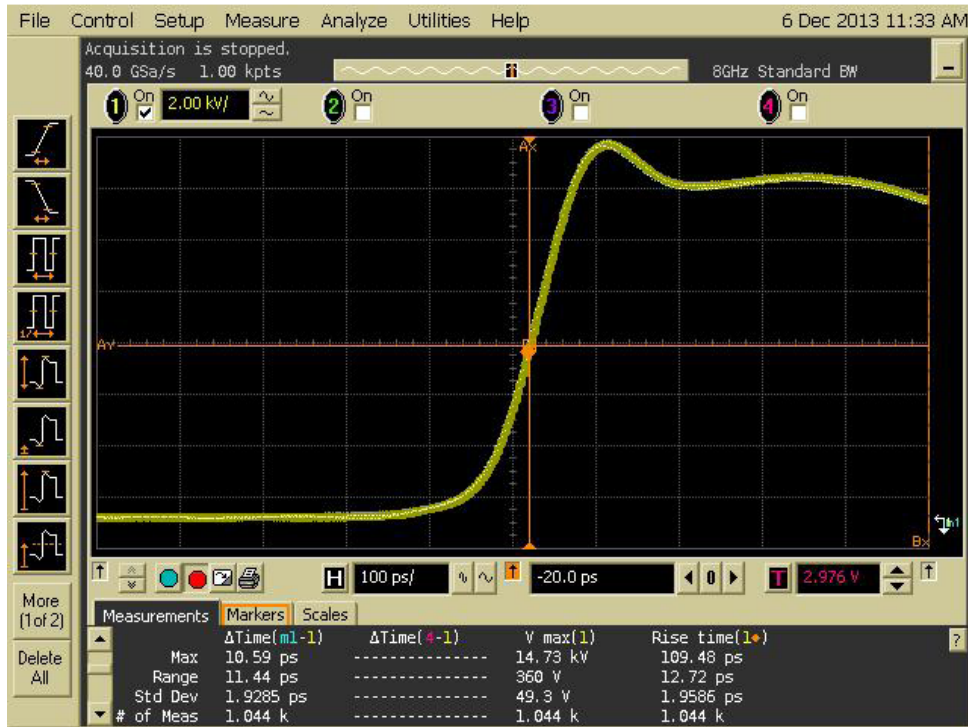 File Control Setup Measure Analyze Utilities Help 6 Dec 2013 11:33 AM
Acquisition is stopped.
40.0 GSa/s 1.00 kpts 8GHz Standard BW
1 On 2.00 kV/ 2 On 3 On 4 On
Ax
Ay
Bx
H 100 ps/ -20.0 ps 0 T 2.976 V
More
(1of 2)
Delete
All
Measurements Markers Scales
ΔTime(m1-1) ΔTime(4-1) V max(1) Rise time(1◆) ?
Max 10.59 ps --------------- 14.73 kV 109.48 ps
Range 11.44 ps --------------- 360 V 12.72 ps
Std Dev 1.9285 ps --------------- 49.3 V 1.9586 ps
# of Meas 1.044 k --------------- 1.044 k 1.044 k